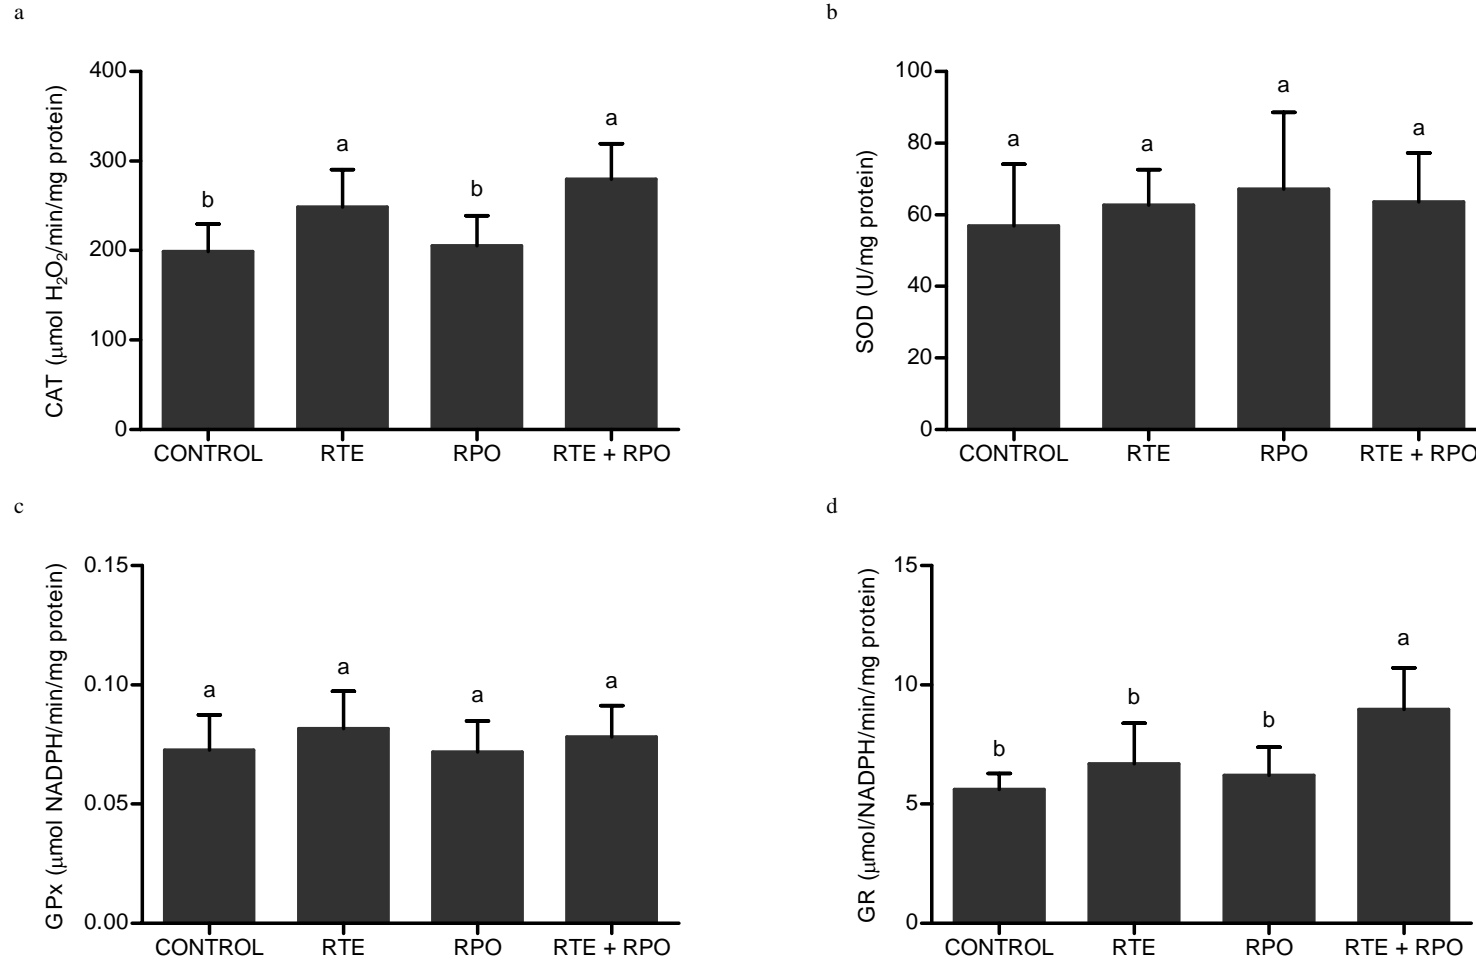 a
CAT (μmol H₂O₂/min/mg protein)
400
300
200
100
0
b
a
b
a
CONTROL RTE RPO RTE + RPO
b
SOD (U/mg protein)
100
80
60
40
20
0
a
a
a
a
CONTROL RTE RPO RTE + RPO
c
GPx (μmol NADPH/min/mg protein)
0.15
0.10
0.05
0.00
a
a
a
a
CONTROL RTE RPO RTE + RPO
d
GR (μmol/NADPH/min/mg protein)
15
10
5
0
b
b
b
a
CONTROL RTE RPO RTE + RPO